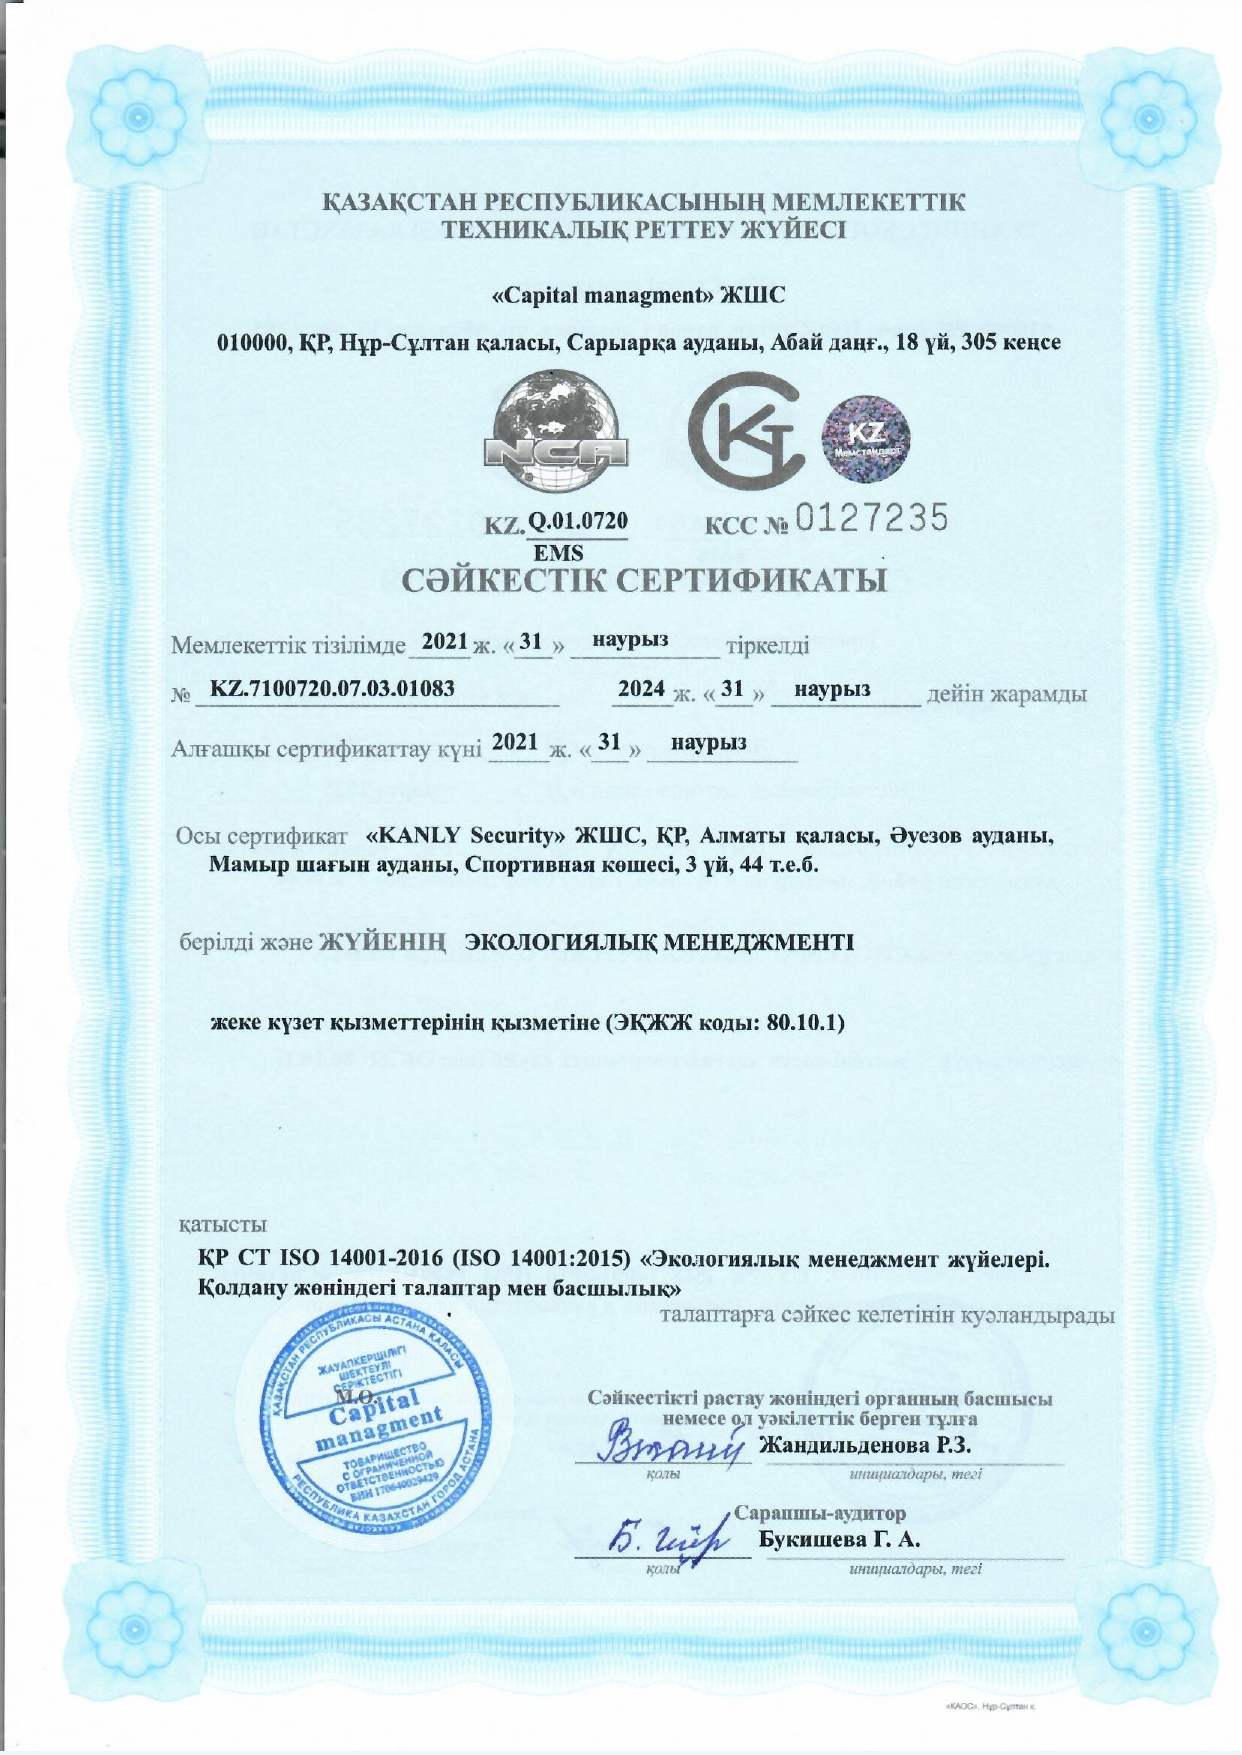 ҚАЗАҚСТАН РЕСПУБЛИКАСЫНЫҢ МЕМЛЕКЕТТІК
ТЕХНИКАЛЫҚ РЕТТЕУ ЖҮЙЕСІ
«Capital managment» ЖШС
010000, ҚР, Нұр-Сұлтан қаласы, Сарыарқа ауданы, Абай даңғ., 18 үй, 305 кеңсе
NCA
KZ
Мемстандарт
KZ. Q.01.0720
EMS
КСС № 0127235
СӘЙКЕСТІК СЕРТИФИКАТЫ
Мемлекеттік тізілімде 2021 ж. « 31 » наурыз тіркелді
№ KZ.7100720.07.03.01083 2024 ж. « 31 » наурыз дейін жарамды
Алғашқы сертификаттау күні 2021 ж. « 31 » наурыз
Осы сертификат «KANLY Security» ЖШС, ҚР, Алматы қаласы, Әуезов ауданы,
Мамыр шағын ауданы, Спортивная көшесі, 3 үй, 44 т.е.б.
берілді және ЖҮЙЕНІҢ ЭКОЛОГИЯЛЫҚ МЕНЕДЖМЕНТІ
жеке күзет қызметтерінің қызметіне (ЭҚЖЖ коды: 80.10.1)
қатысты
ҚР СТ ISO 14001-2016 (ISO 14001:2015) «Экологиялық менеджмент жүйелері.
Қолдану жөніндегі талаптар мен басшылық»
талаптарға сәйкес келетінін куәландырады
ҚАЗАҚСТАН РЕСПУБЛИКАСЫ АСТАНА ҚАЛАСЫ
ЖАУАПКЕРШІЛІГІ
ШЕКТЕУЛІ
СЕРІКТЕСТІГІ
М.О.
Capital
managment
ТОВАРИЩЕСТВО
С ОГРАНИЧЕННОЙ
ОТВЕТСТВЕННОСТЬЮ
БИН 170640029429
РЕСПУБЛИКА КАЗАХСТАН ГОРОД АСТАНА
Сәйкестікті растау жөніндегі органның басшысы
немесе ол уәкілеттік берген тұлға
Жандильденова Р.З.
қолы инициалдары, тегі
Сарапшы-аудитор
Букишева Г. А.
қолы инициалдары, тегі
«КАОС». Нұр-Сұлтан қ.